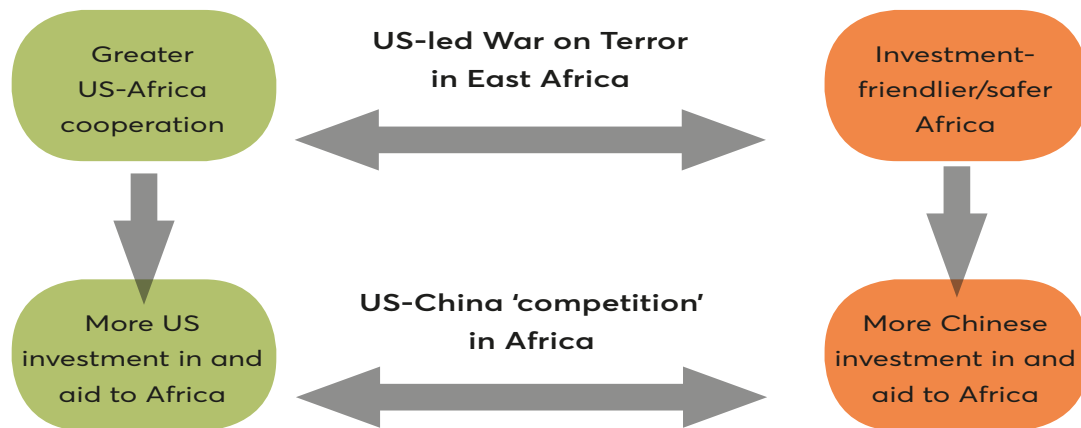 Greater
US-Africa
cooperation
US-led War on Terror
in East Africa
Investment-
friendlier/safer
Africa
More US
investment in and
aid to Africa
US-China ‘competition’
in Africa
More Chinese
investment in and
aid to Africa